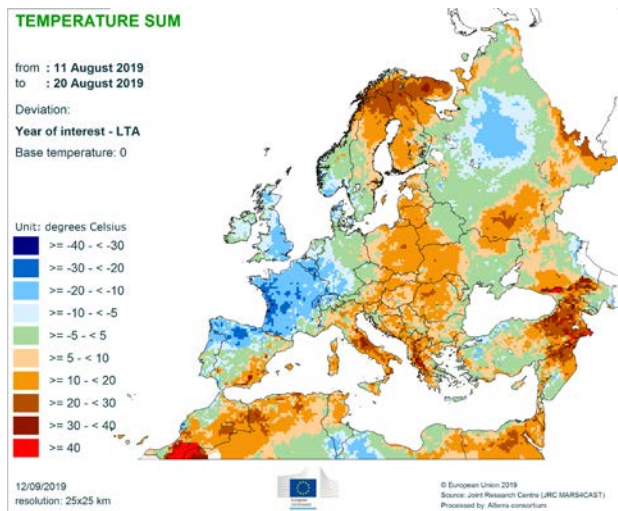 TEMPERATURE SUM
from : 11 August 2019
to : 20 August 2019
Deviation:
Year of interest - LTA
Base temperature: 0
Unit: degrees Celsius
>= -40 - < -30
>= -30 - < -20
>= -20 - < -10
>= -10 - < -5
>= -5 - < 5
>= 5 - < 10
>= 10 - < 20
>= 20 - < 30
>= 30 - < 40
>= 40
12/09/2019
resolution: 25x25 km
© European Union 2019
Source: Joint Research Centre (JRC MARS4CAST)
Processed by: Alterra consortium